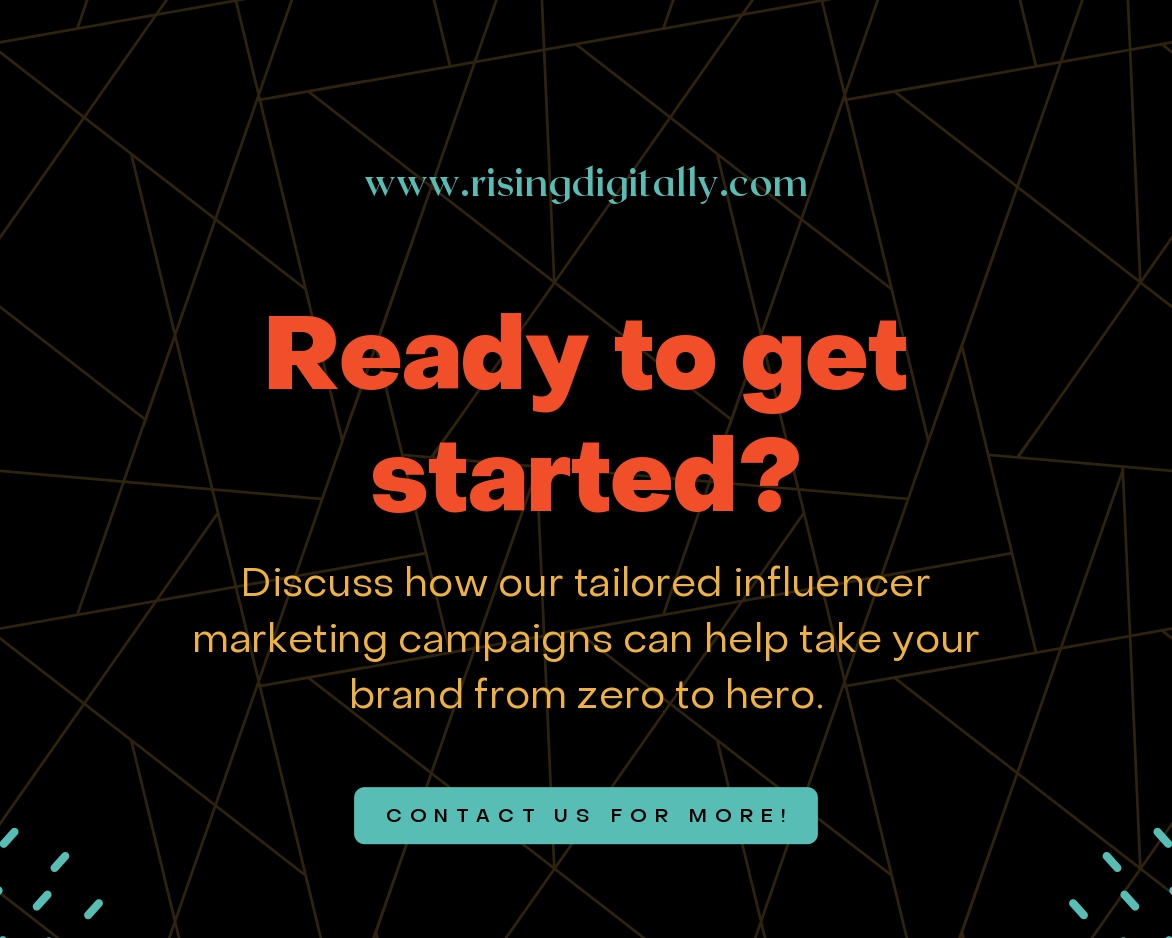 www.risingdigitally.com
Ready to get
started?
Discuss how our tailored influencer
marketing campaigns can help take your
brand from zero to hero.
CONTACT US FOR MORE!